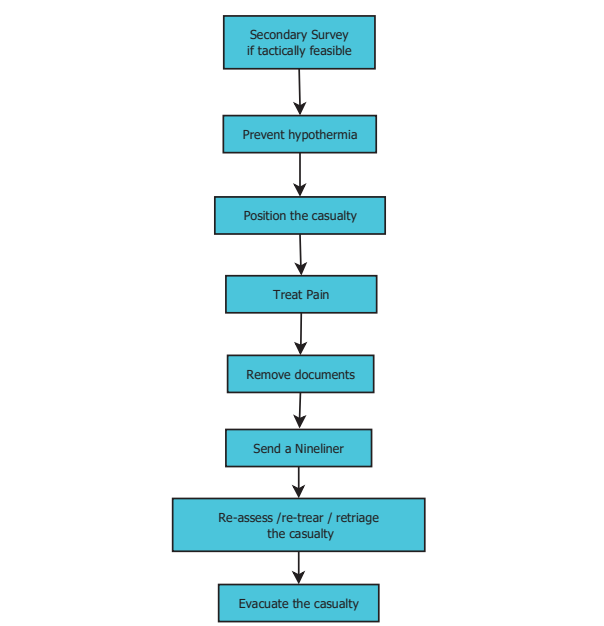 Secondary Survey
if tactically feasible
Prevent hypothermia
Position the casualty
Treat Pain
Remove documents
Send a Nineliner
Re-assess /re-trear / retriage
the casualty
Evacuate the casualty